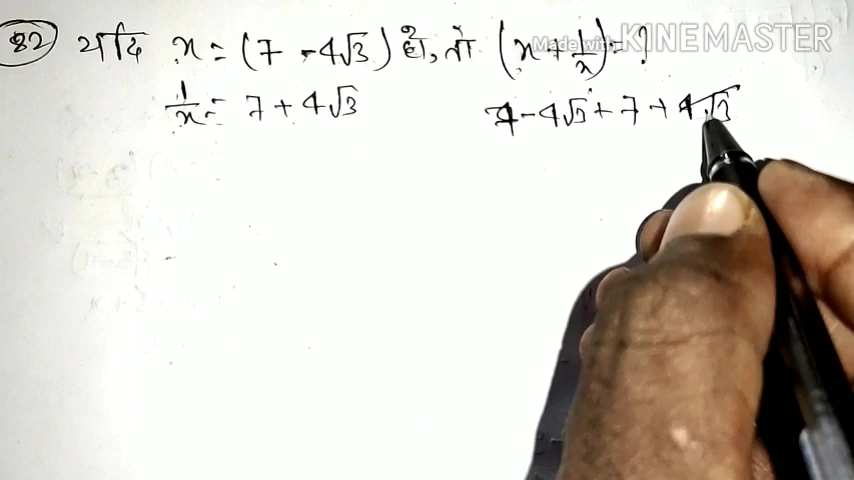 82 यदि x = (7 - 4√3) हो, तो (x + 1/x) = ?
1/x = 7 + 4√3
7 - 4√3 + 7 + 4√3
Made with KINEMASTER